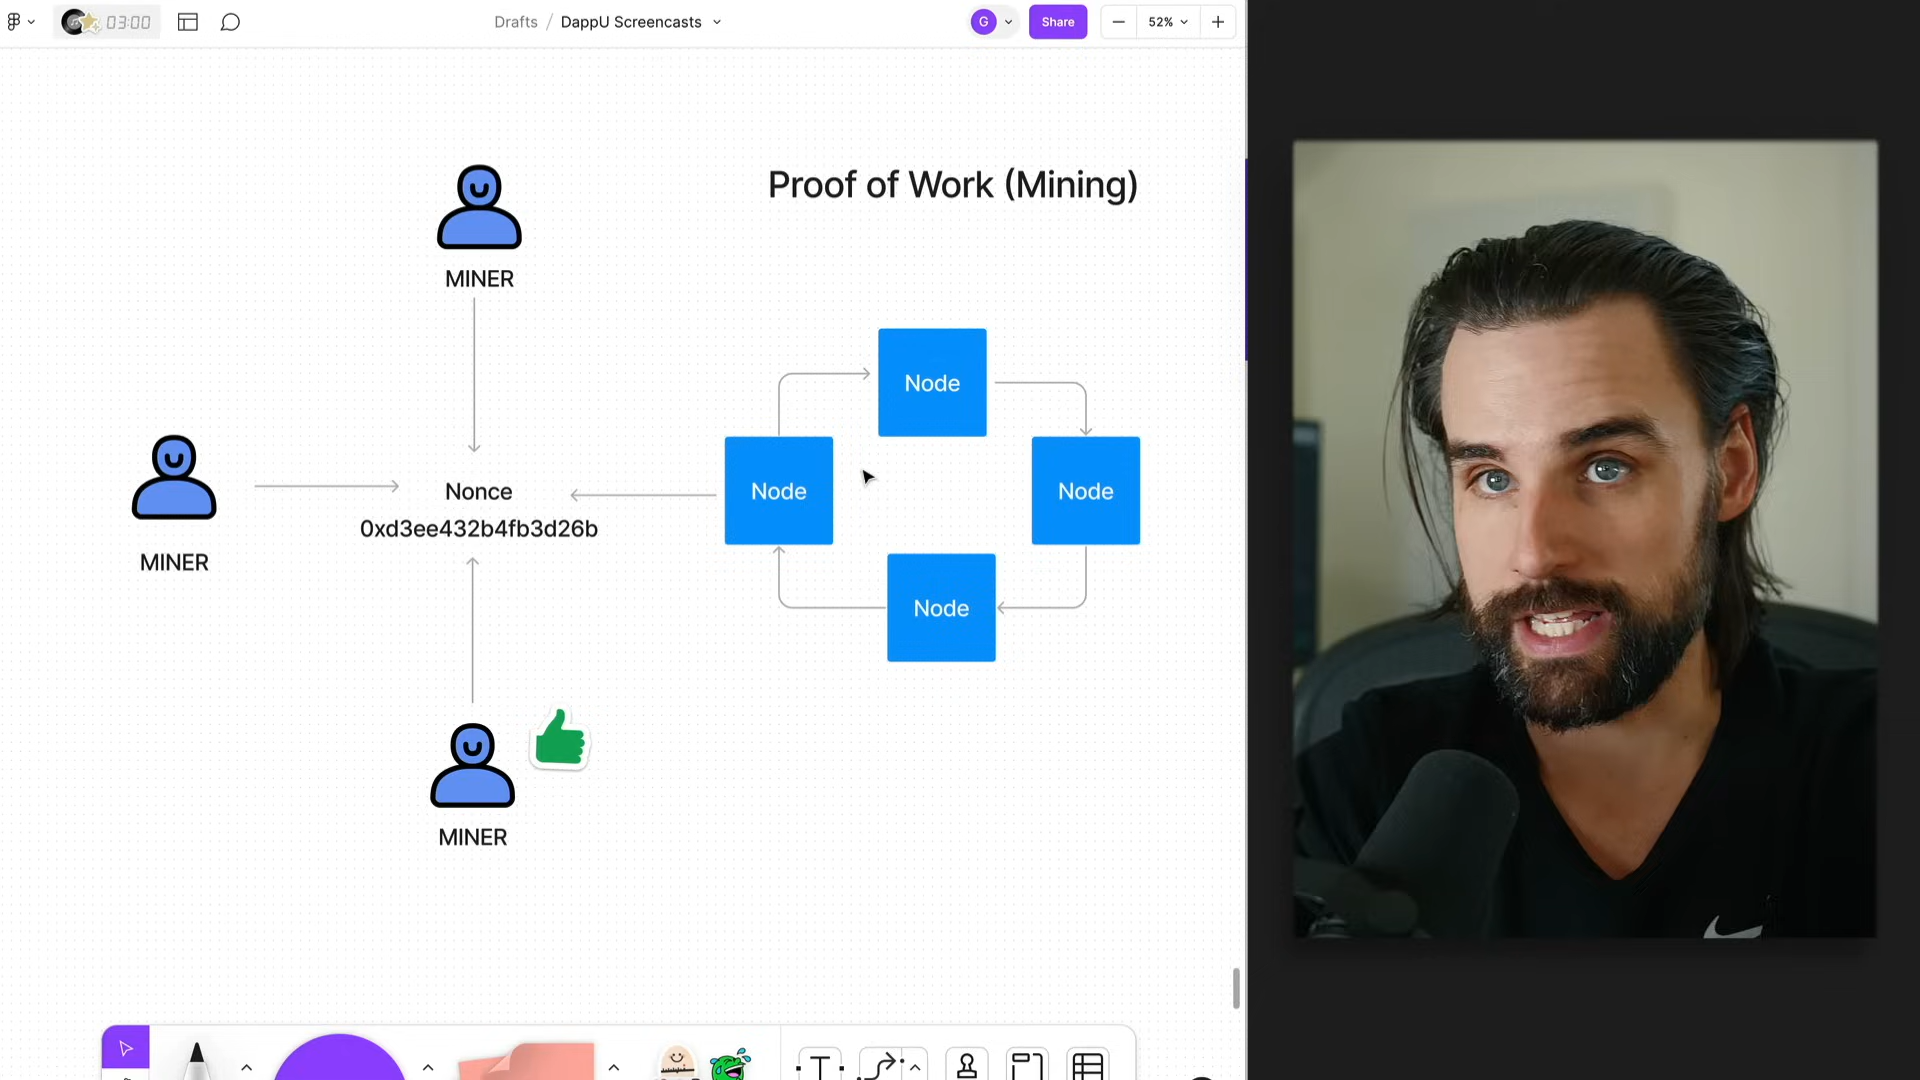 03:00
Drafts / DappU Screencasts
G
Share
52%
Proof of Work (Mining)
MINER
Node
Node
Node
Node
Nonce
0xd3ee432b4fb3d26b
MINER
MINER
T